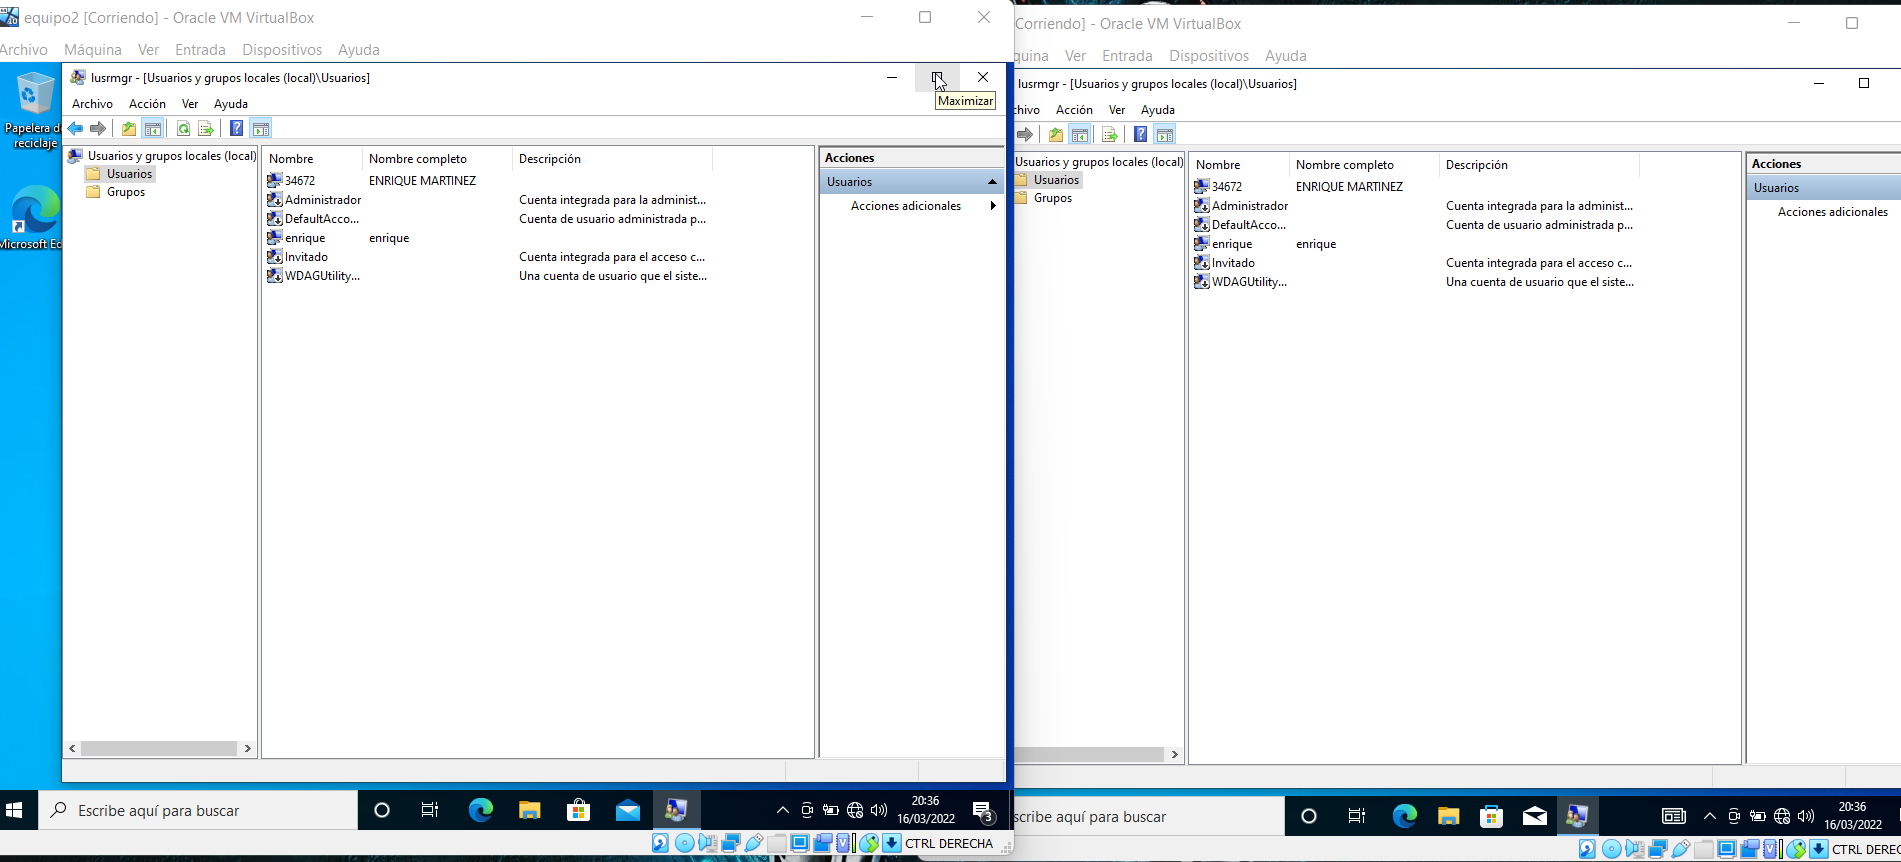 equipo2 [Corriendo] - Oracle VM VirtualBox
Archivo Máquina Ver Entrada Dispositivos Ayuda
Papelera d
reciclaje
Microsoft Ed
lusrmgr - [Usuarios y grupos locales (local)\Usuarios]
Maximizar
Archivo Acción Ver Ayuda
Usuarios y grupos locales (local)
Usuarios
Grupos
Nombre Nombre completo Descripción
34672 ENRIQUE MARTINEZ
Administrador Cuenta integrada para la administ...
DefaultAcco... Cuenta de usuario administrada p...
enrique enrique
Invitado Cuenta integrada para el acceso c...
WDAGUtility... Una cuenta de usuario que el siste...
Acciones
Usuarios
Acciones adicionales
Escribe aquí para buscar
20:36
16/03/2022
3
CTRL DERECHA
Corriendo] - Oracle VM VirtualBox
quina Ver Entrada Dispositivos Ayuda
lusrmgr - [Usuarios y grupos locales (local)\Usuarios]
hivo Acción Ver Ayuda
Usuarios y grupos locales (local)
Usuarios
Grupos
Nombre Nombre completo Descripción
34672 ENRIQUE MARTINEZ
Administrador Cuenta integrada para la administ...
DefaultAcco... Cuenta de usuario administrada p...
enrique enrique
Invitado Cuenta integrada para el acceso c...
WDAGUtility... Una cuenta de usuario que el siste...
Acciones
Usuarios
Acciones adicionales
scribe aquí para buscar
20:36
16/03/2022
CTRL DERE